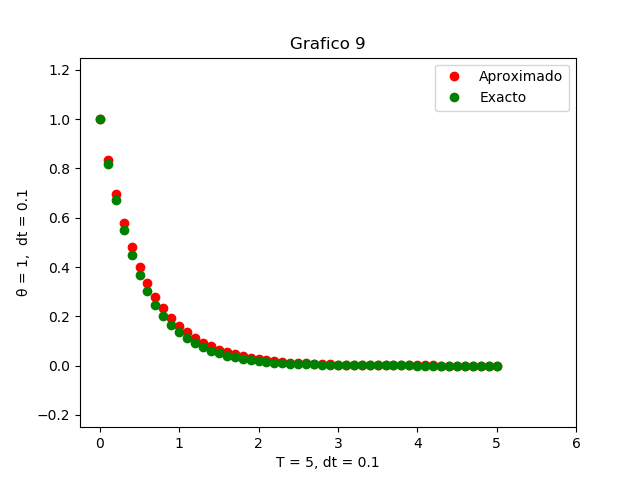 Grafico 9
Aproximado
Exacto
1.2
1.0
0.8
0.6
0.4
0.2
0.0
−0.2
θ = 1,  dt = 0.1
0 1 2 3 4 5 6
T = 5, dt = 0.1